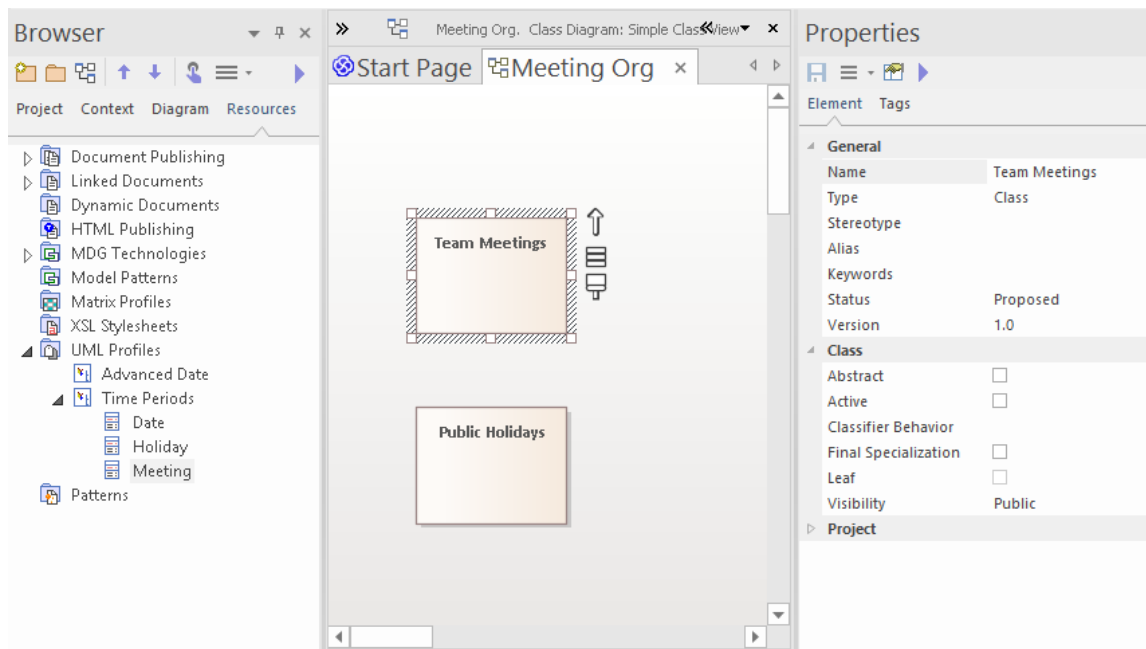 Browser
Project Context Diagram Resources
Document Publishing
Linked Documents
Dynamic Documents
HTML Publishing
MDG Technologies
Model Patterns
Matrix Profiles
XSL Stylesheets
UML Profiles
Advanced Date
Time Periods
Date
Holiday
Meeting
Patterns
Meeting Org. Class Diagram: Simple Class View
Start Page Meeting Org
Team Meetings
Public Holidays
Properties
Element Tags
General
Name Team Meetings
Type Class
Stereotype
Alias
Keywords
Status Proposed
Version 1.0
Class
Abstract
Active
Classifier Behavior
Final Specialization
Leaf
Visibility Public
Project